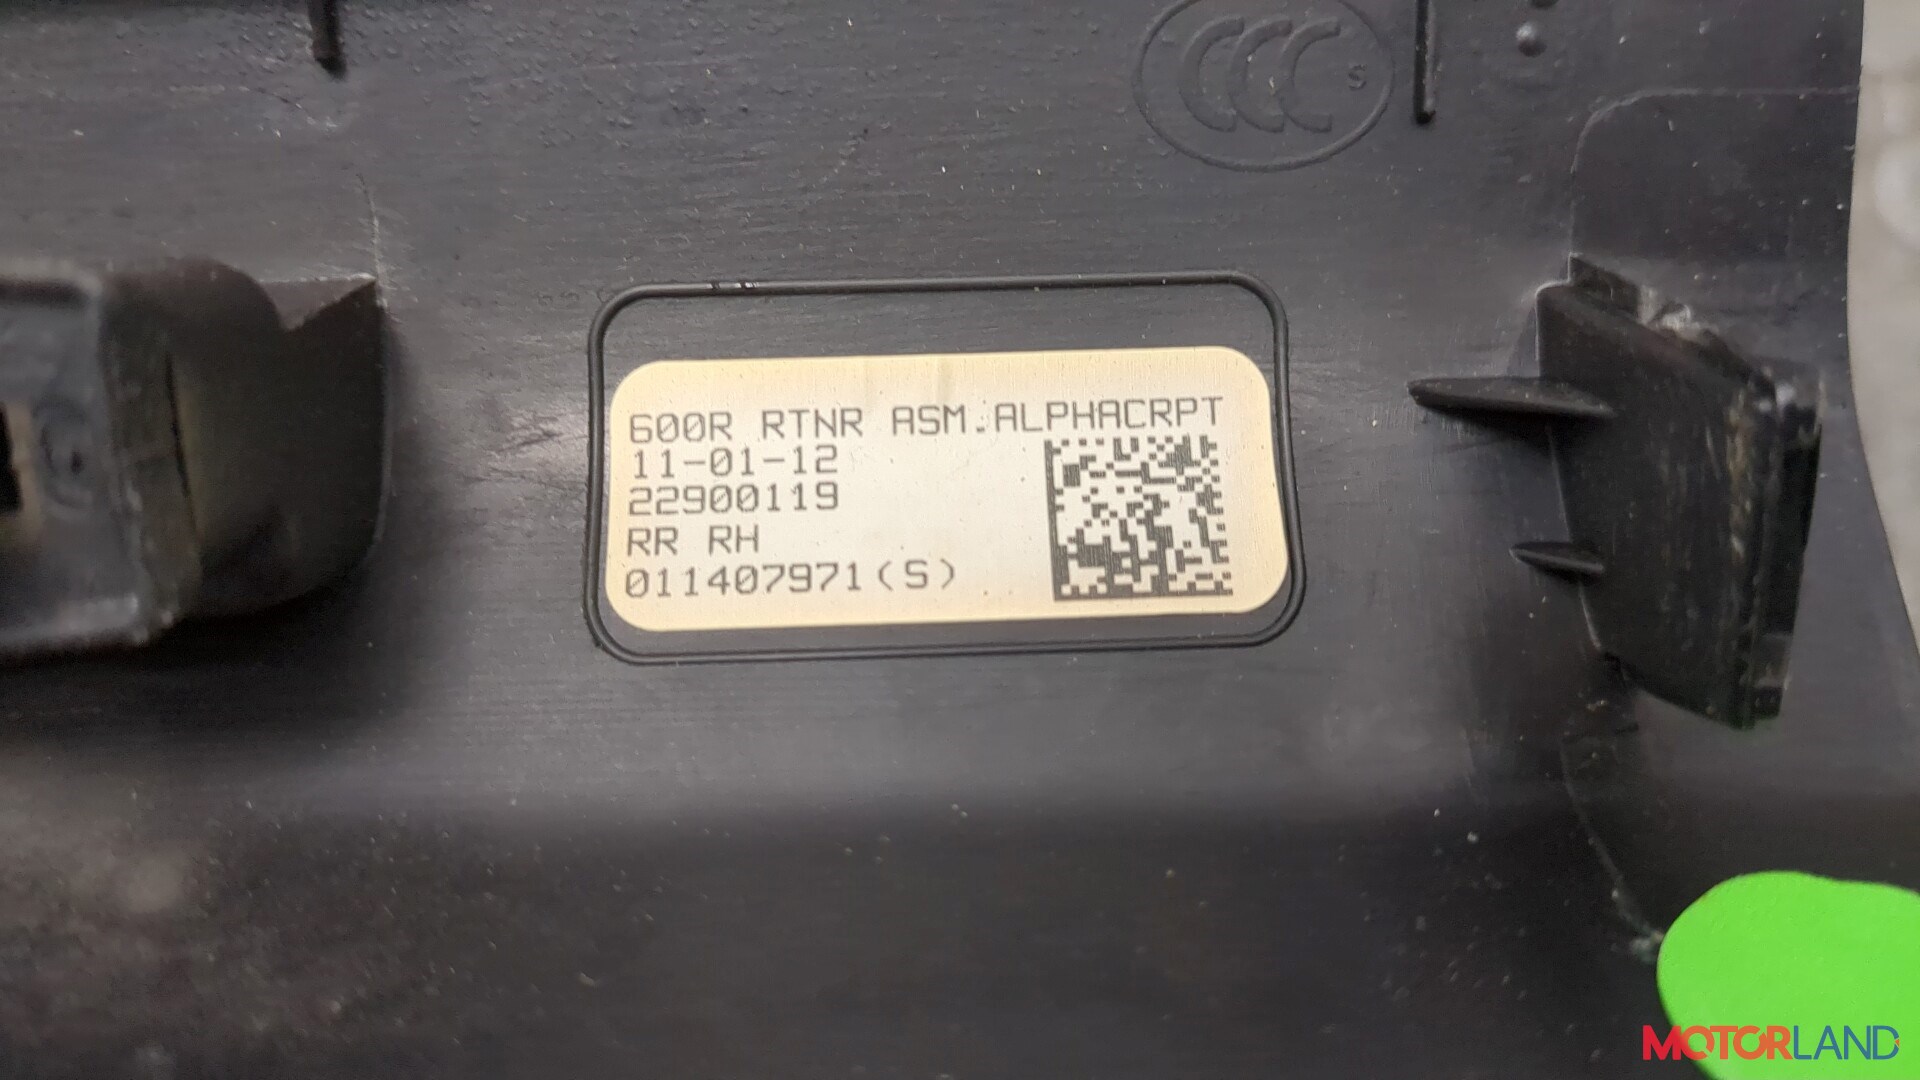 CCC S
600R RTNR ASM.ALPHACRPT
11-01-12
22900119
RR RH
011407971(S)
MOTORLAND